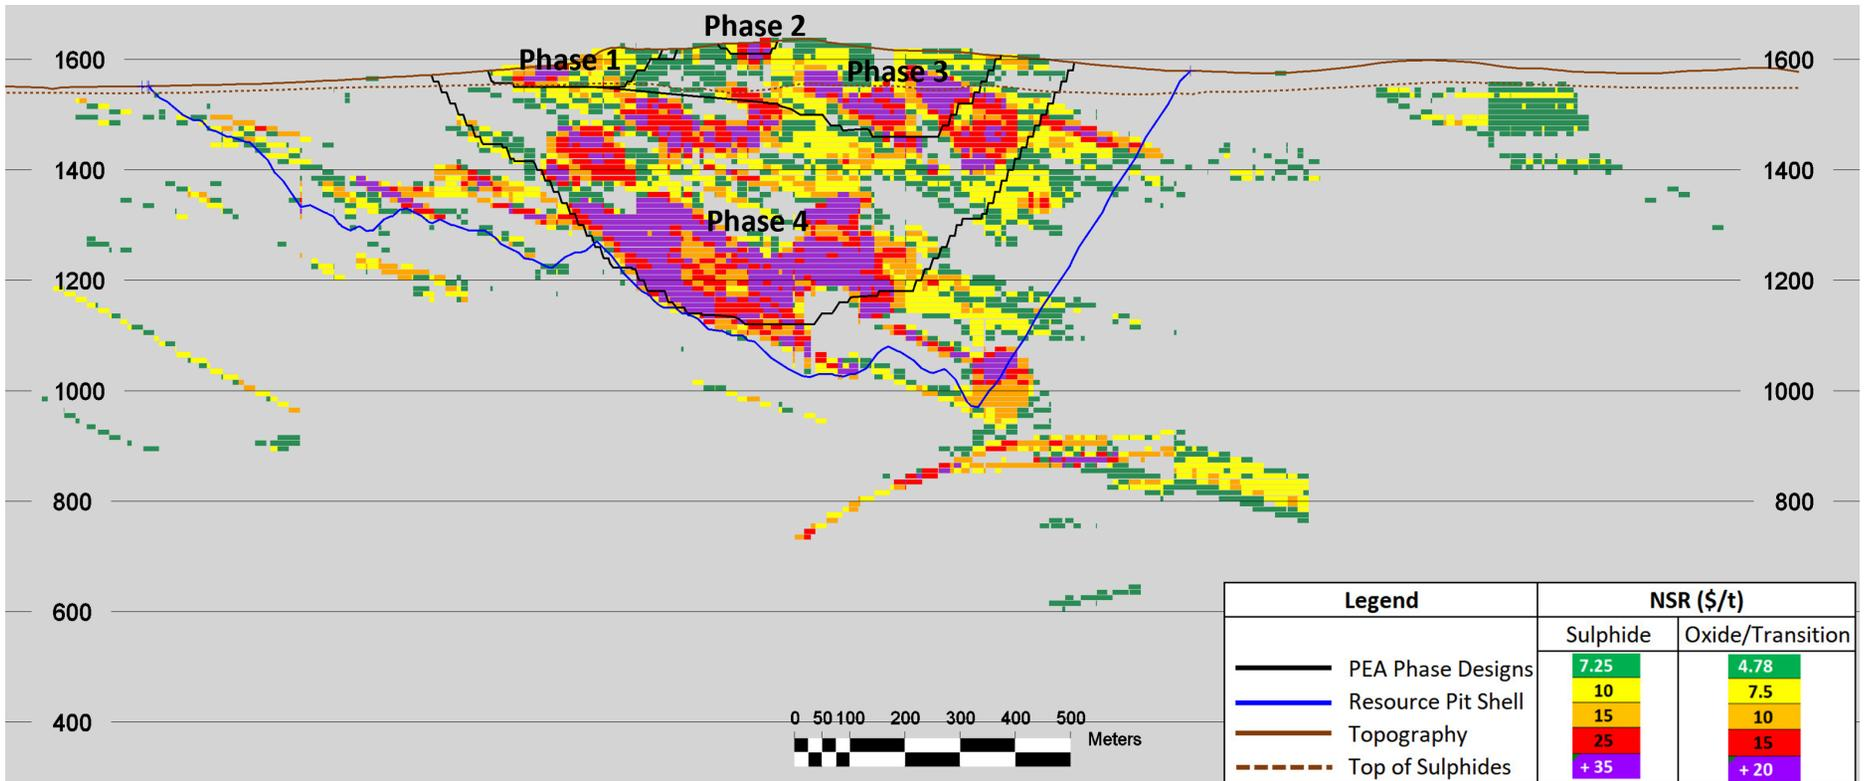 Phase 2
Phase 1
Phase 3
Phase 4
1600 1600
1400 1400
1200 1200
1000 1000
800 800
600
400
0 50 100 200 300 400 500
Meters
Legend NSR ($/t)
Sulphide Oxide/Transition
PEA Phase Designs 7.25 4.78
10 7.5
Resource Pit Shell
15 10
Topography
25 15
Top of Sulphides + 35 + 20